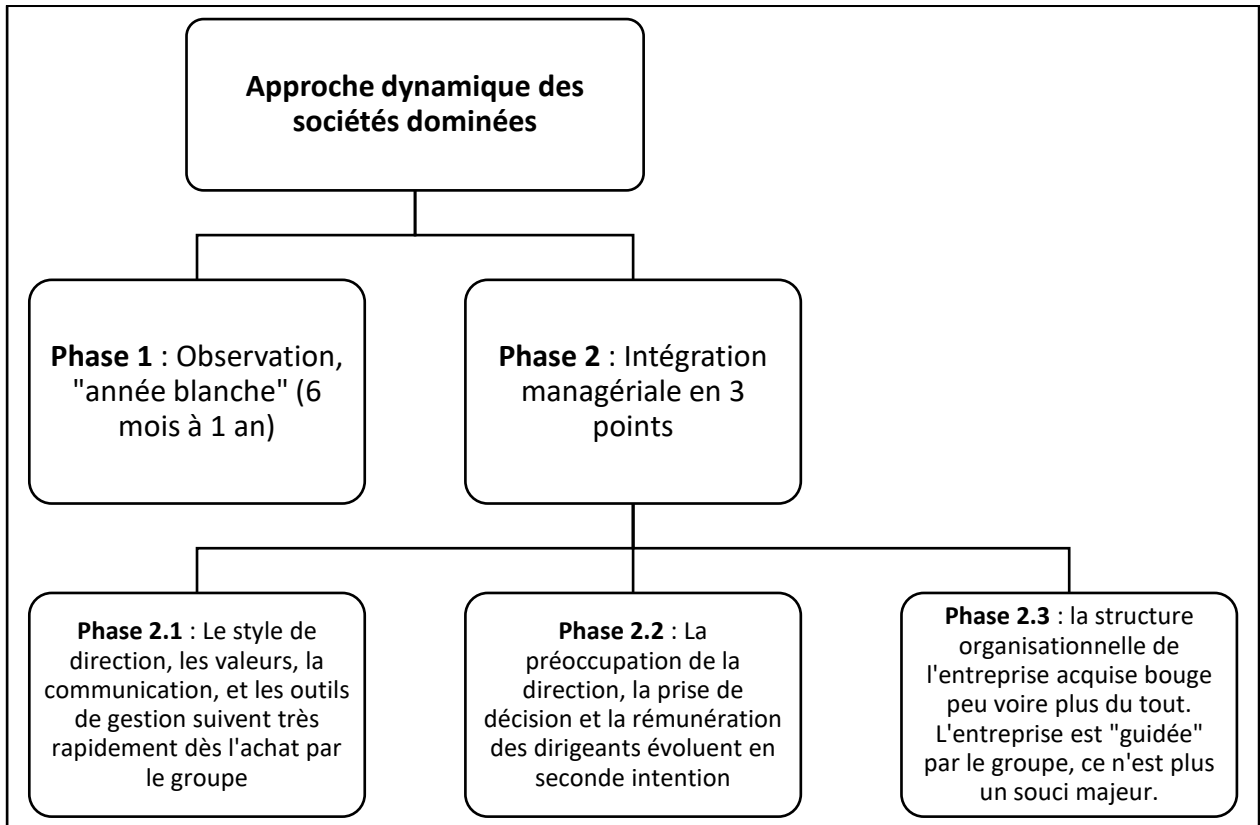 Approche dynamique des
sociétés dominées
Phase 1 : Observation,
"année blanche" (6
mois à 1 an)
Phase 2 : Intégration
managériale en 3
points
Phase 2.1 : Le style de
direction, les valeurs, la
communication, et les outils
de gestion suivent très
rapidement dès l'achat par
le groupe
Phase 2.2 : La
préoccupation de la
direction, la prise de
décision et la rémunération
des dirigeants évoluent en
seconde intention
Phase 2.3 : la structure
organisationnelle de
l'entreprise acquise bouge
peu voire plus du tout.
L'entreprise est "guidée"
par le groupe, ce n'est plus
un souci majeur.